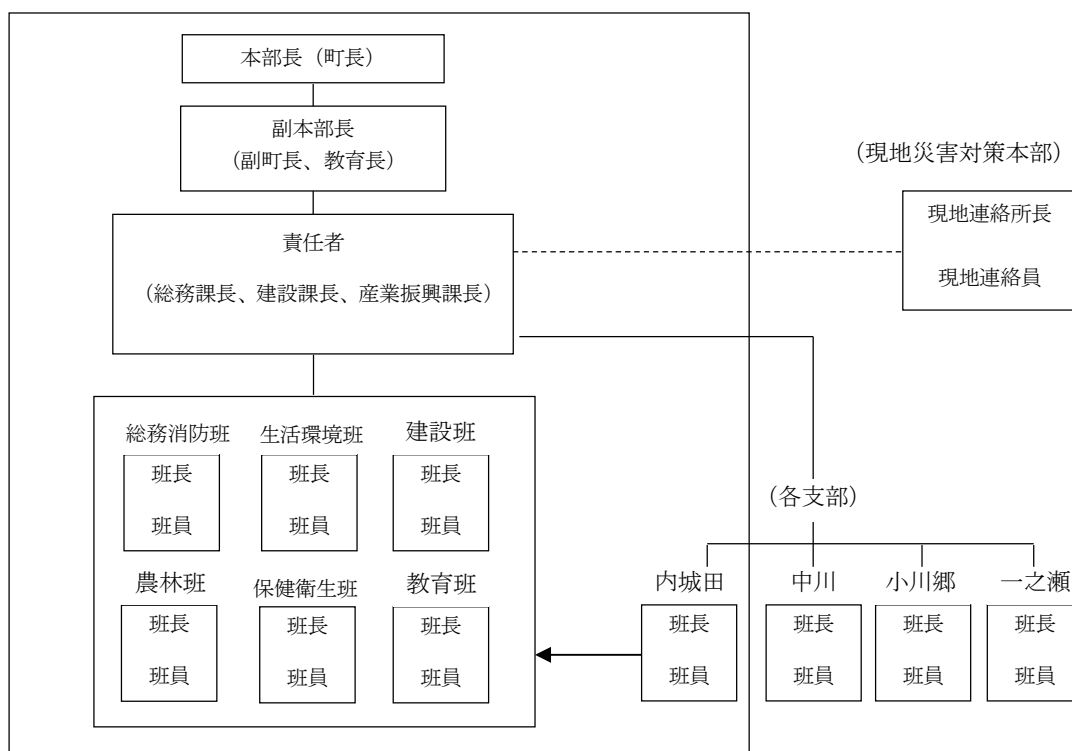 本部長（町長）
副本部長
（副町長、教育長）
（現地災害対策本部）
現地連絡所長
現地連絡員
責任者
（総務課長、建設課長、産業振興課長）
総務消防班
生活環境班
建設班
班長
班長
班長
班員
班員
班員
農林班
保健衛生班
教育班
班長
班長
班長
班員
班員
班員
（各支部）
内城田
中川
小川郷
一之瀬
班長
班長
班長
班長
班員
班員
班員
班員